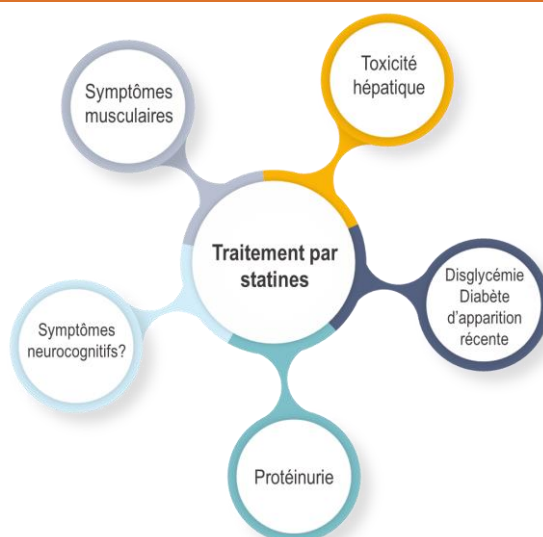 Symptômes
musculaires
Toxicité
hépatique
Traitement par
statines
Disglycémie
Diabète
d'apparition
récente
Symptômes
neurocognitifs?
Protéinurie